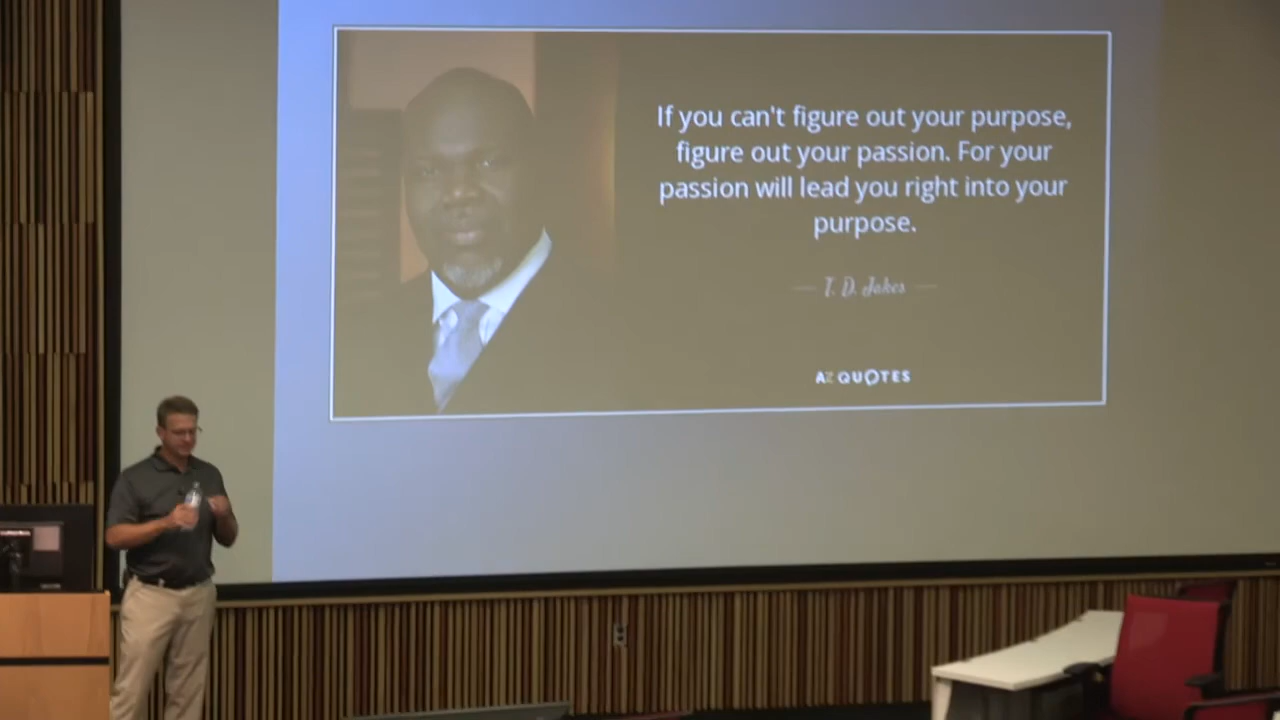 If you can't figure out your purpose,
figure out your passion. For your
passion will lead you right into your
purpose.
T. D. Jakes
AZ QUOTES